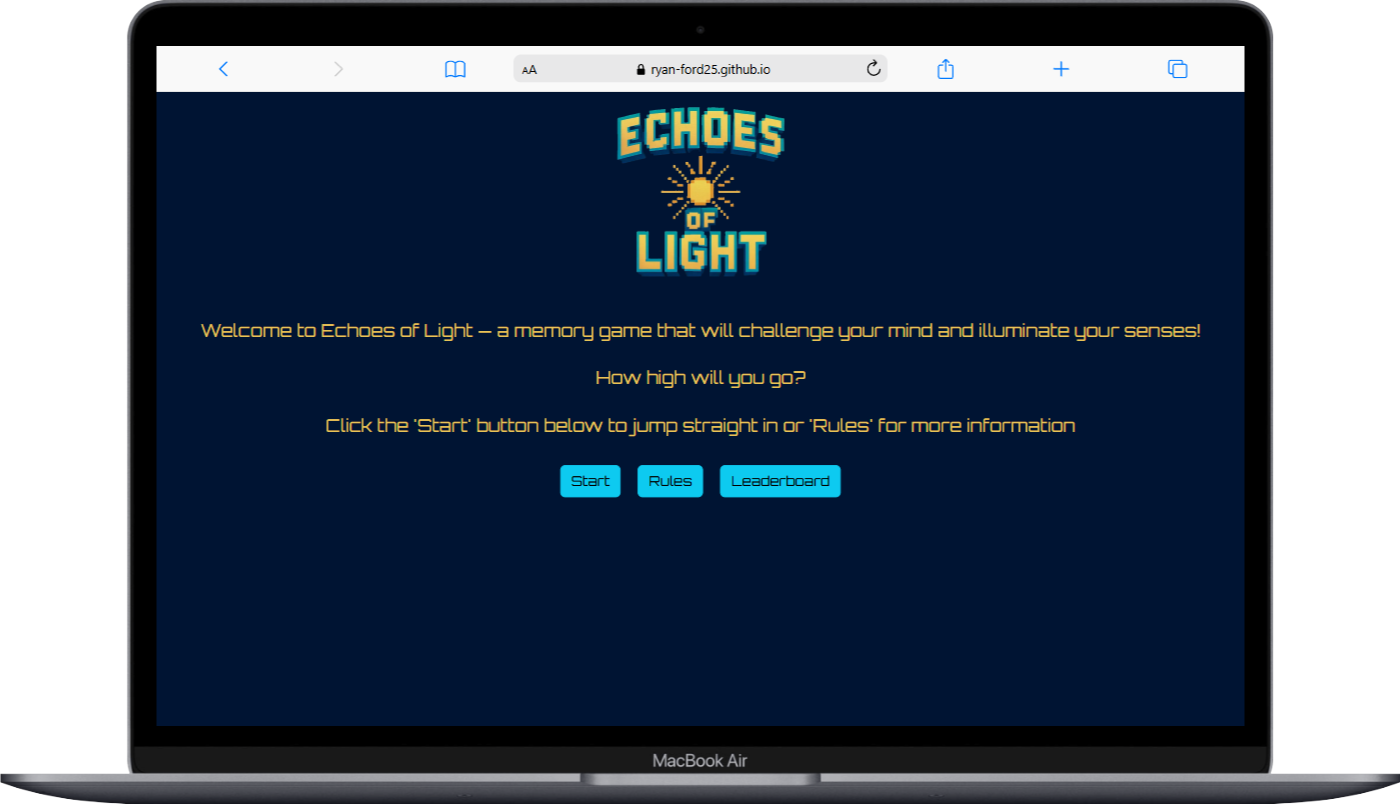 AA ryan-ford25.github.io
ECHOES
OF
LIGHT
Welcome to Echoes of Light – a memory game that will challenge your mind and illuminate your senses!
How high will you go?
Click the 'Start' button below to jump straight in or 'Rules' for more information
Start Rules Leaderboard
MacBook Air